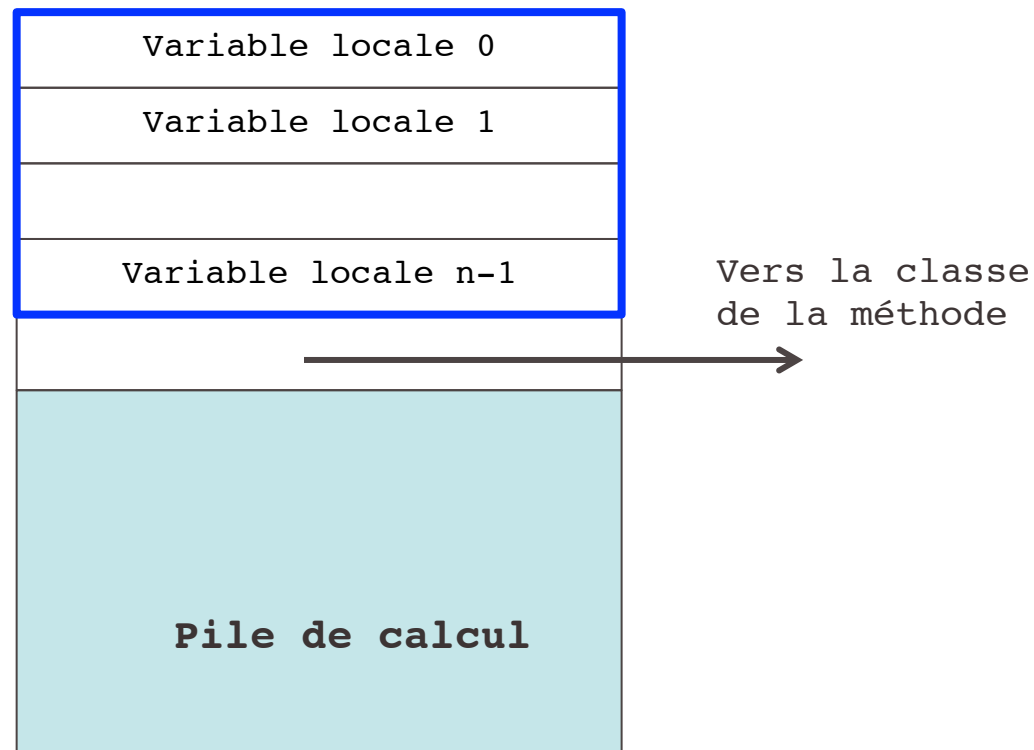 Variable locale 0
Variable locale 1
Variable locale n-1
Vers la classe
de la méthode
Pile de calcul